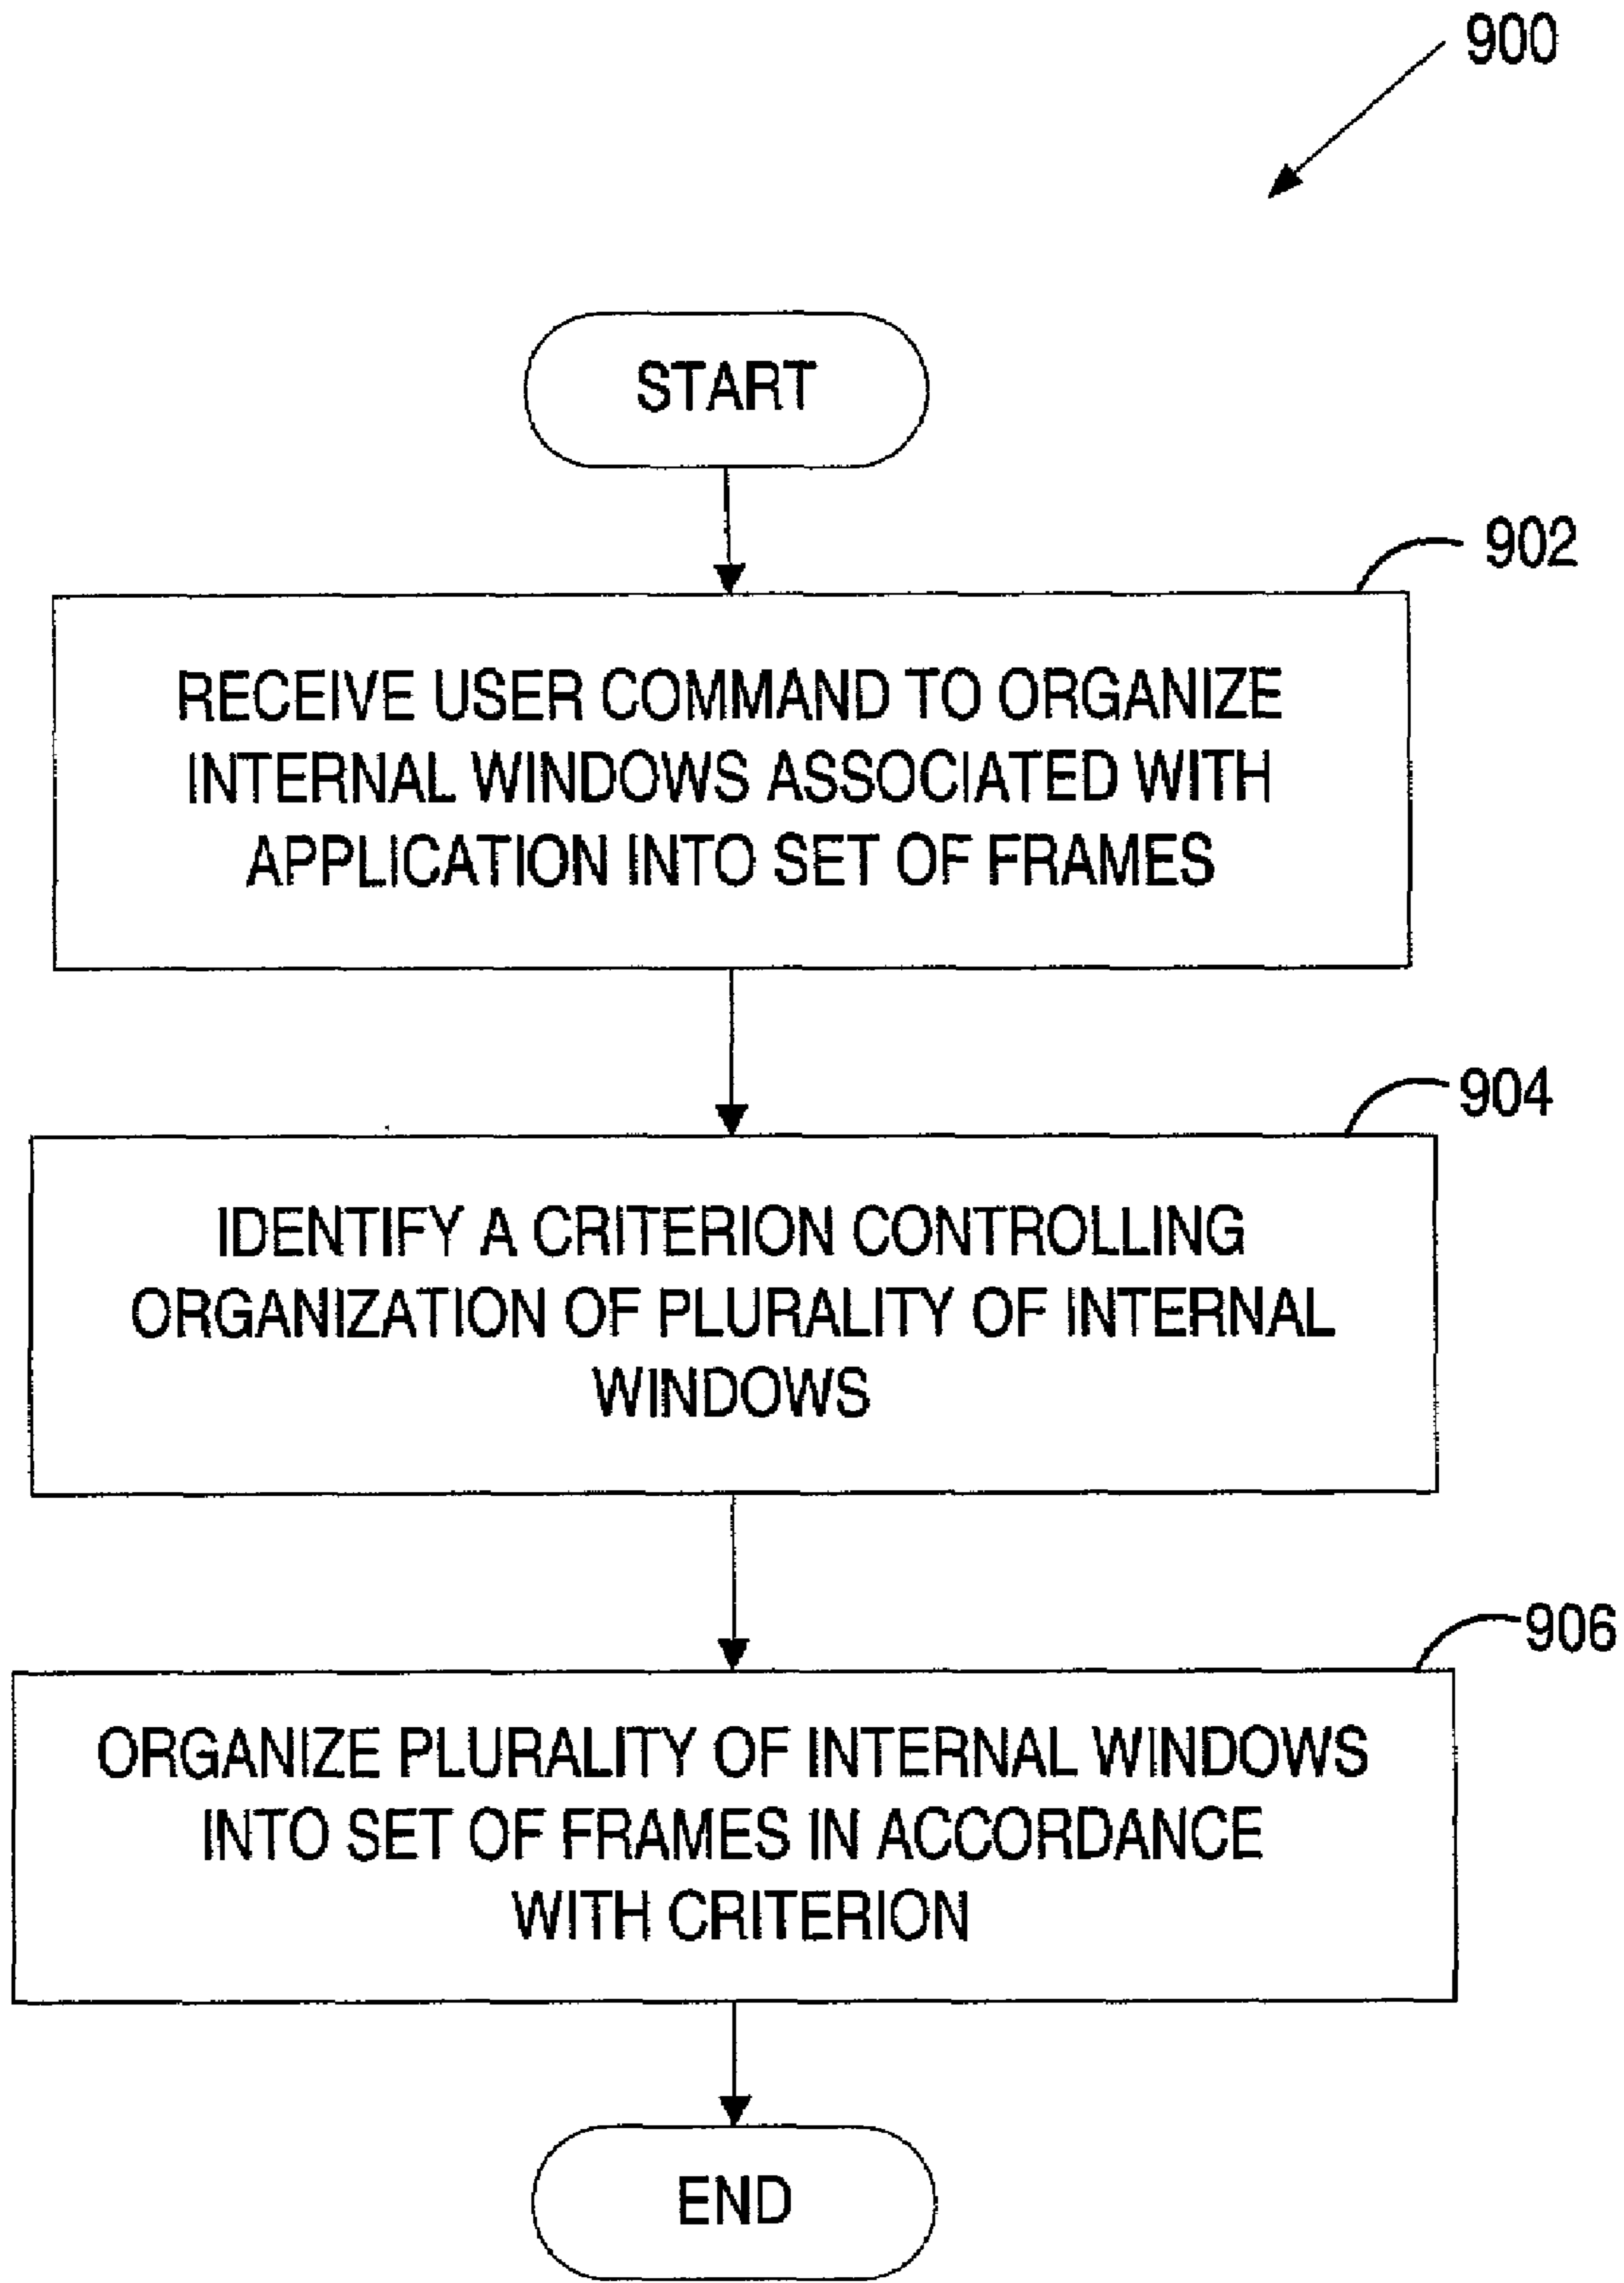 900
START
902
RECEIVE USER COMMAND TO ORGANIZE
INTERNAL WINDOWS ASSOCIATED WITH
APPLICATION INTO SET OF FRAMES
904
IDENTIFY A CRITERION CONTROLLING
ORGANIZATION OF PLURALITY OF INTERNAL
WINDOWS
906
ORGANIZE PLURALITY OF INTERNAL WINDOWS
INTO SET OF FRAMES IN ACCORDANCE
WITH CRITERION
END